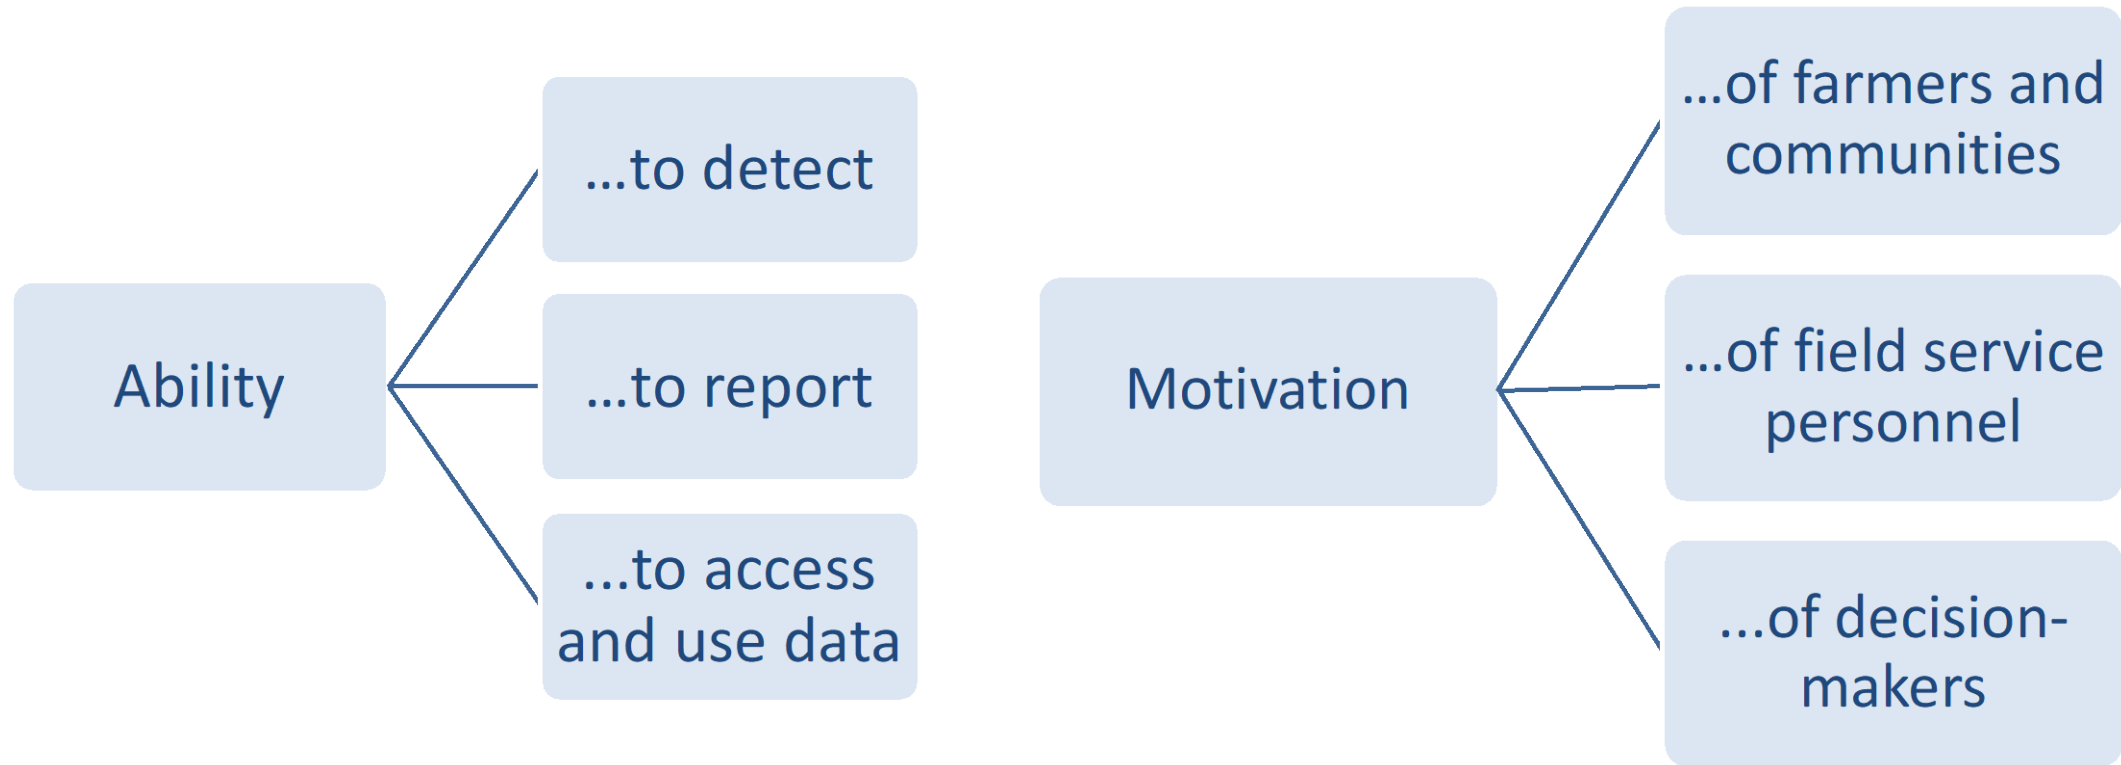 Ability
...to detect
...to report
...to access
and use data
Motivation
...of farmers and
communities
...of field service
personnel
...of decision-
makers